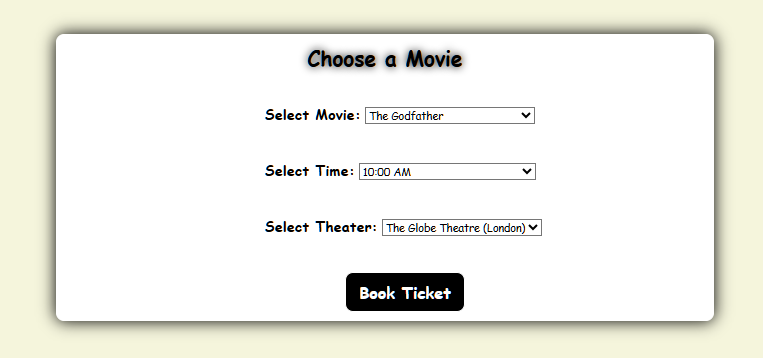 Choose a Movie
Select Movie: The Godfather
Select Time: 10:00 AM
Select Theater: The Globe Theatre (London)
Book Ticket